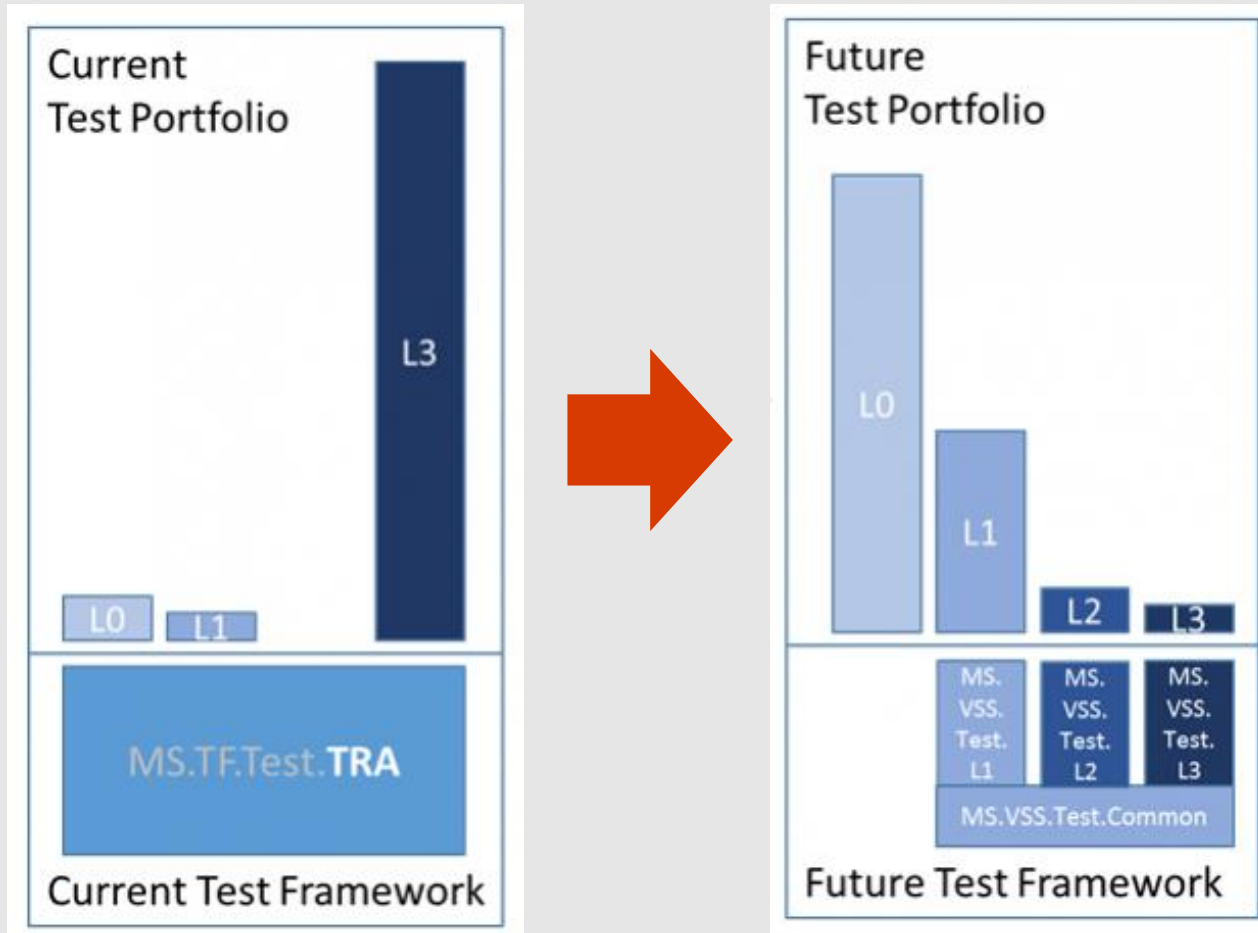 Current
Test Portfolio
L3
L0
L1
MS.TF.Test.TRA
Current Test Framework
Future
Test Portfolio
L0
L1
L2
L3
MS.
VSS.
Test.
L1
MS.
VSS.
Test.
L2
MS.
VSS.
Test.
L3
MS.VSS.Test.Common
Future Test Framework